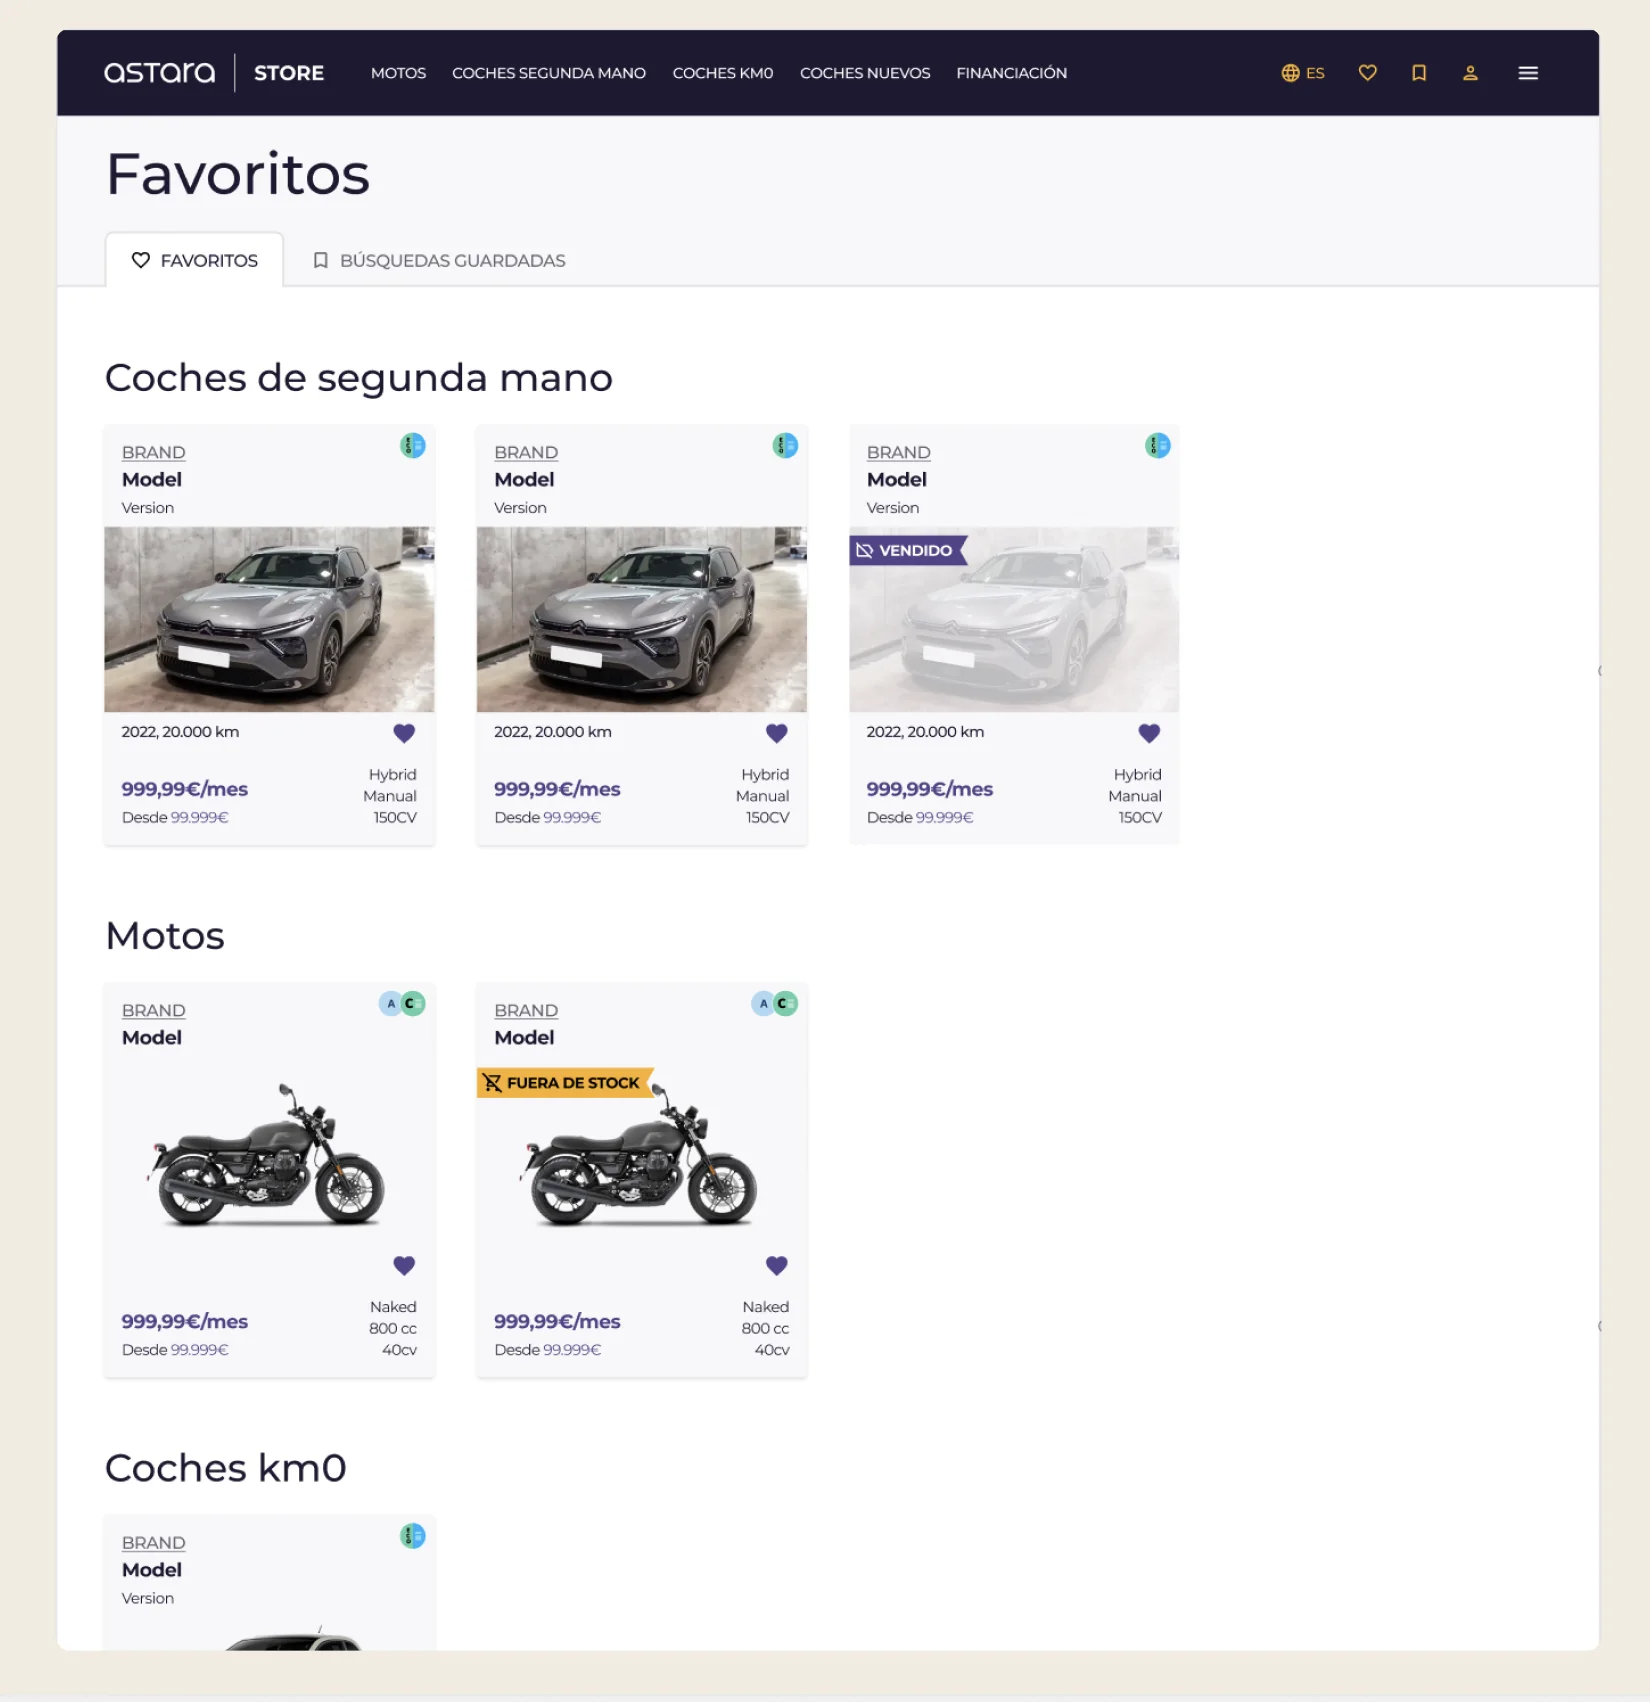 astara STORE MOTOS COCHES SEGUNDA MANO COCHES KM0 COCHES NUEVOS FINANCIACIÓN ES
Favoritos
FAVORITOS BÚSQUEDAS GUARDADAS
Coches de segunda mano
BRAND
Model
Version
2022, 20.000 km
Hybrid
999,99€/mes
Manual
Desde 99.999€
150CV
BRAND
Model
Version
2022, 20.000 km
Hybrid
999,99€/mes
Manual
Desde 99.999€
150CV
BRAND
Model
Version
VENDIDO
2022, 20.000 km
Hybrid
999,99€/mes
Manual
Desde 99.999€
150CV
Motos
A C
BRAND
Model
Naked
999,99€/mes
800 cc
Desde 99.999€
40cv
A C
BRAND
Model
FUERA DE STOCK
Naked
999,99€/mes
800 cc
Desde 99.999€
40cv
Coches km0
BRAND
Model
Version